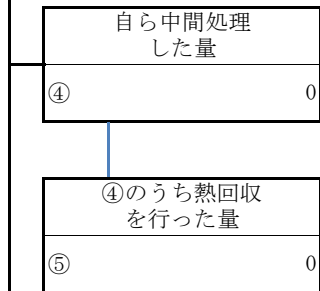 自ら中間処理
した量
④ 0
④のうち熱回収
を行った量
⑤ 0